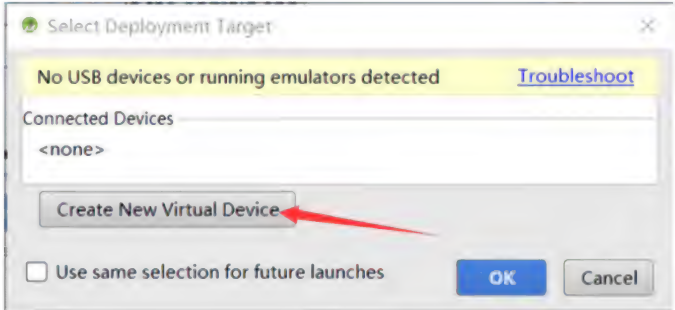 Select Deployment Target
No USB devices or running emulators detected Troubleshoot
Connected Devices
<none>
Create New Virtual Device
Use same selection for future launches
OK Cancel